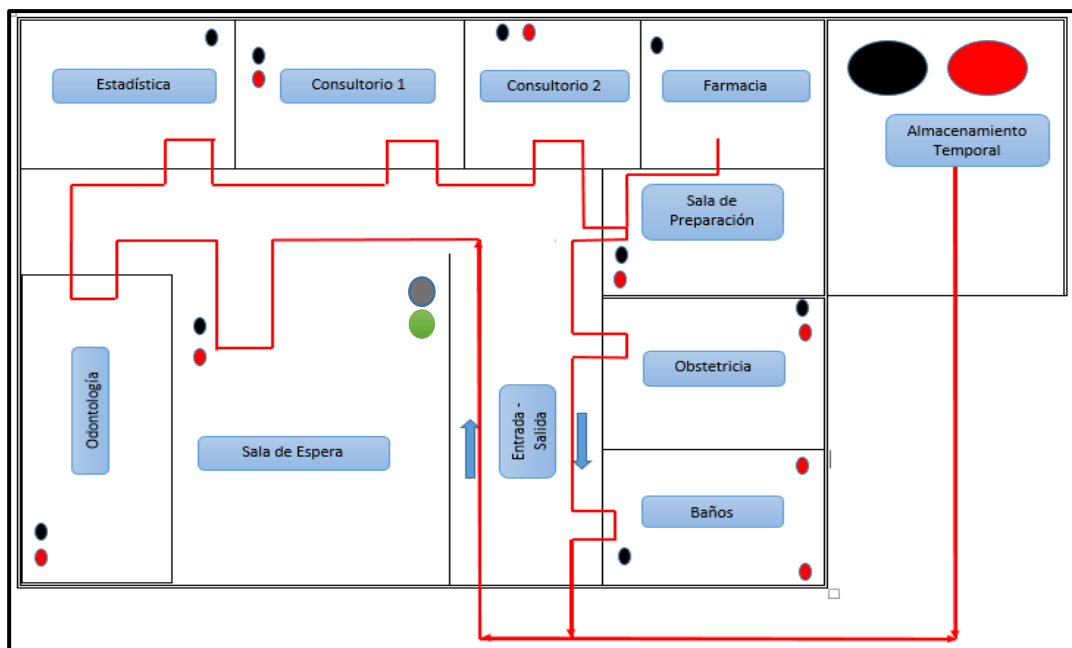 Estadística
Consultorio 1
Consultorio 2
Farmacia
Almacenamiento
Temporal
Sala de
Preparación
Obstetricia
Odontología
Sala de Espera
Entrada -
Salida
Baños